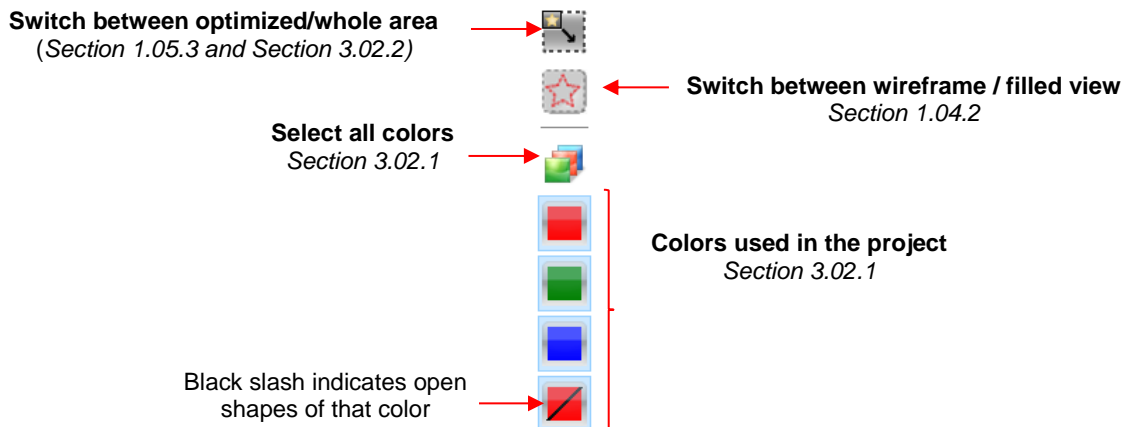 Switch between optimized/whole area
(Section 1.05.3 and Section 3.02.2)
Switch between wireframe / filled view
Section 1.04.2
Select all colors
Section 3.02.1
Colors used in the project
Section 3.02.1
Black slash indicates open
shapes of that color